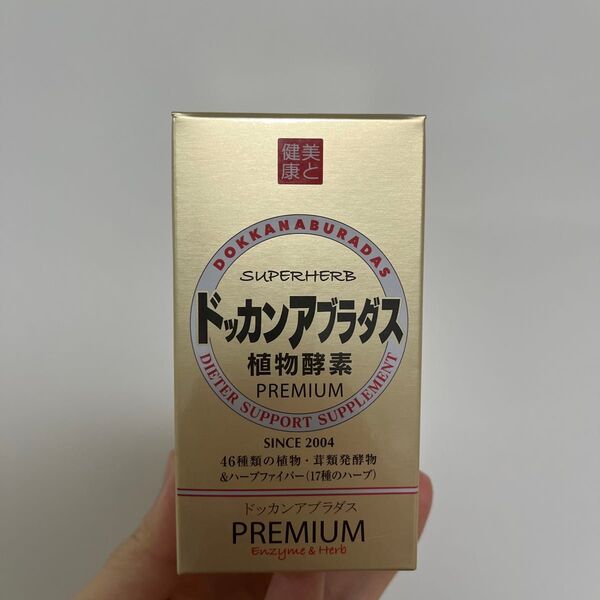 美と
健康
DOKKANABURADAS
SUPERHERB
ドッカンアブラダス
植物酵素
PREMIUM
DIETER SUPPORT SUPPLEMENT
SINCE 2004
46種類の植物・茸類発酵物
&ハーブファイバー(17種のハーブ)
ドッカンアブラダス
PREMIUM
Enzyme & Herb